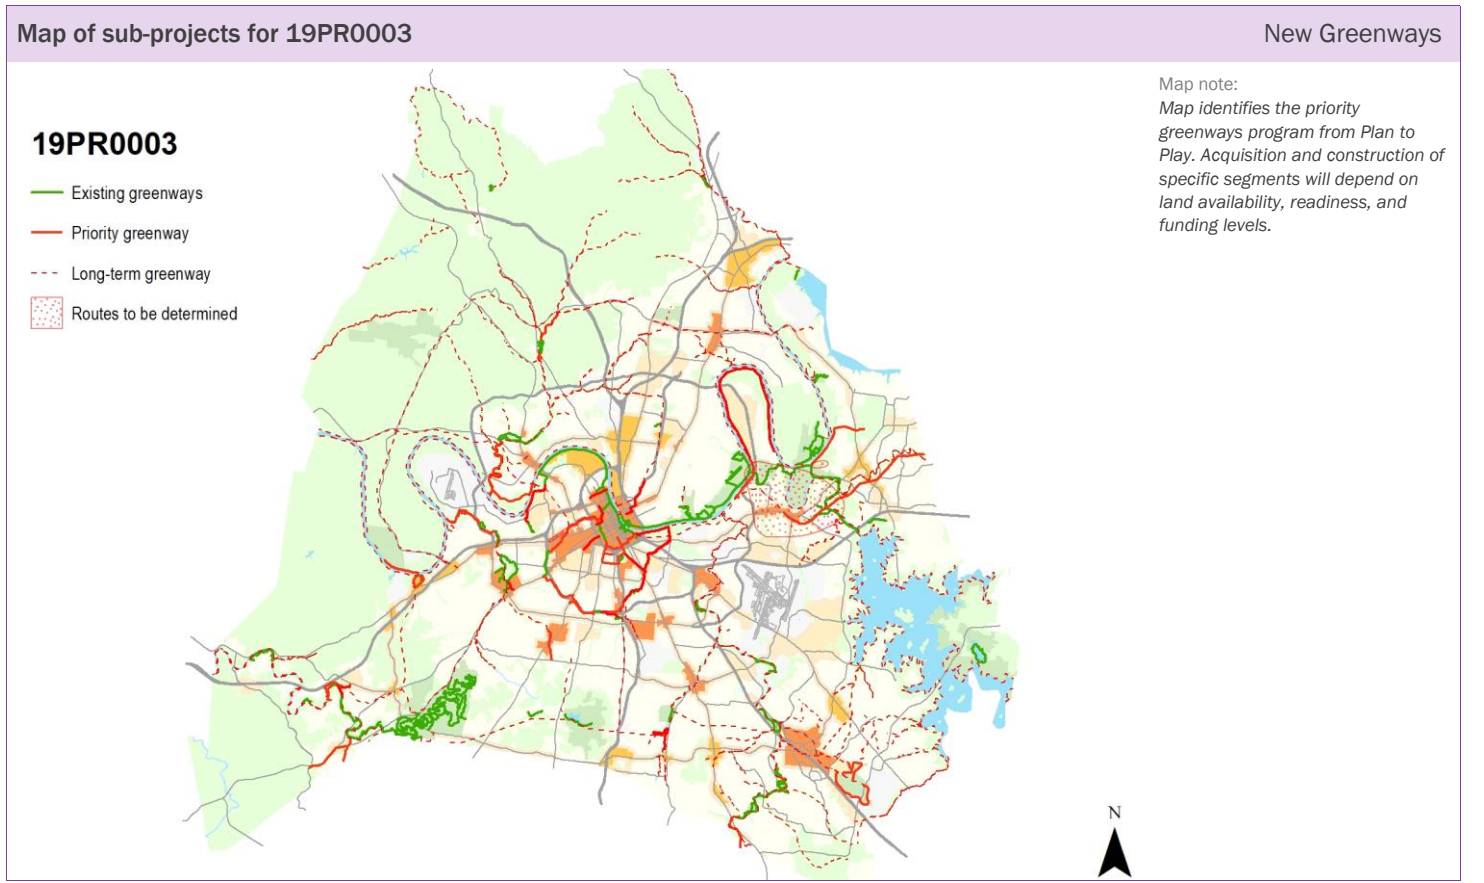 Map of sub-projects for 19PR0003
New Greenways
Map note:
Map identifies the priority
greenways program from Plan to
Play. Acquisition and construction of
specific segments will depend on
land availability, readiness, and
funding levels.
19PR0003
Existing greenways
Priority greenway
Long-term greenway
Routes to be determined
N